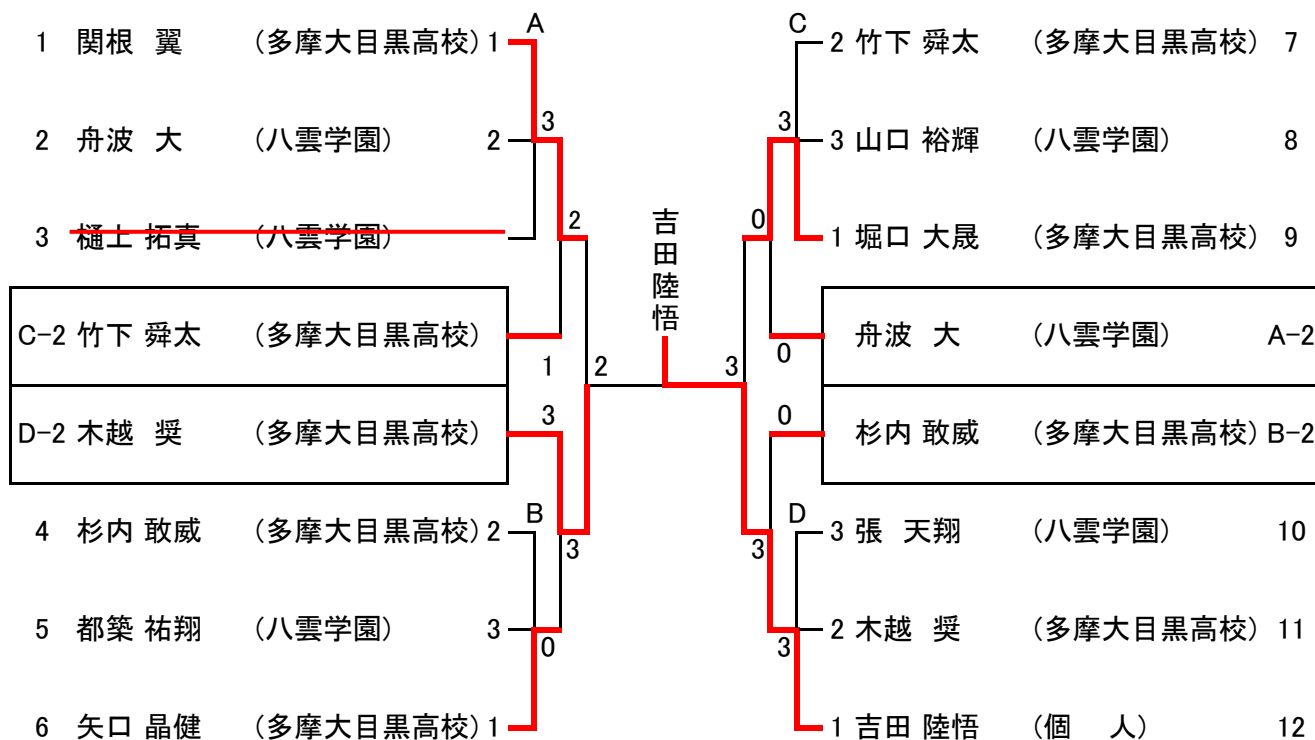 A
C
1 関根 翼 (多摩大目黒高校) 1
2 竹下 舜太 (多摩大目黒高校) 7
3
3
2 舟波 大 (八雲学園) 2
3 山口 裕輝 (八雲学園) 8
2
0
3 樋上 拓真 (八雲学園)
1 堀口 大晟 (多摩大目黒高校) 9
吉田陸悟
C-2 竹下 舜太 (多摩大目黒高校)
舟波 大 (八雲学園) A-2
1
2
3
0
3
0
D-2 木越 奨 (多摩大目黒高校)
杉内 敢威 (多摩大目黒高校) B-2
B
D
4 杉内 敢威 (多摩大目黒高校) 2
3 張 天翔 (八雲学園) 10
3
3
5 都築 祐翔 (八雲学園) 3
2 木越 奨 (多摩大目黒高校) 11
0
3
6 矢口 晶健 (多摩大目黒高校) 1
1 吉田 陸悟 (個 人) 12